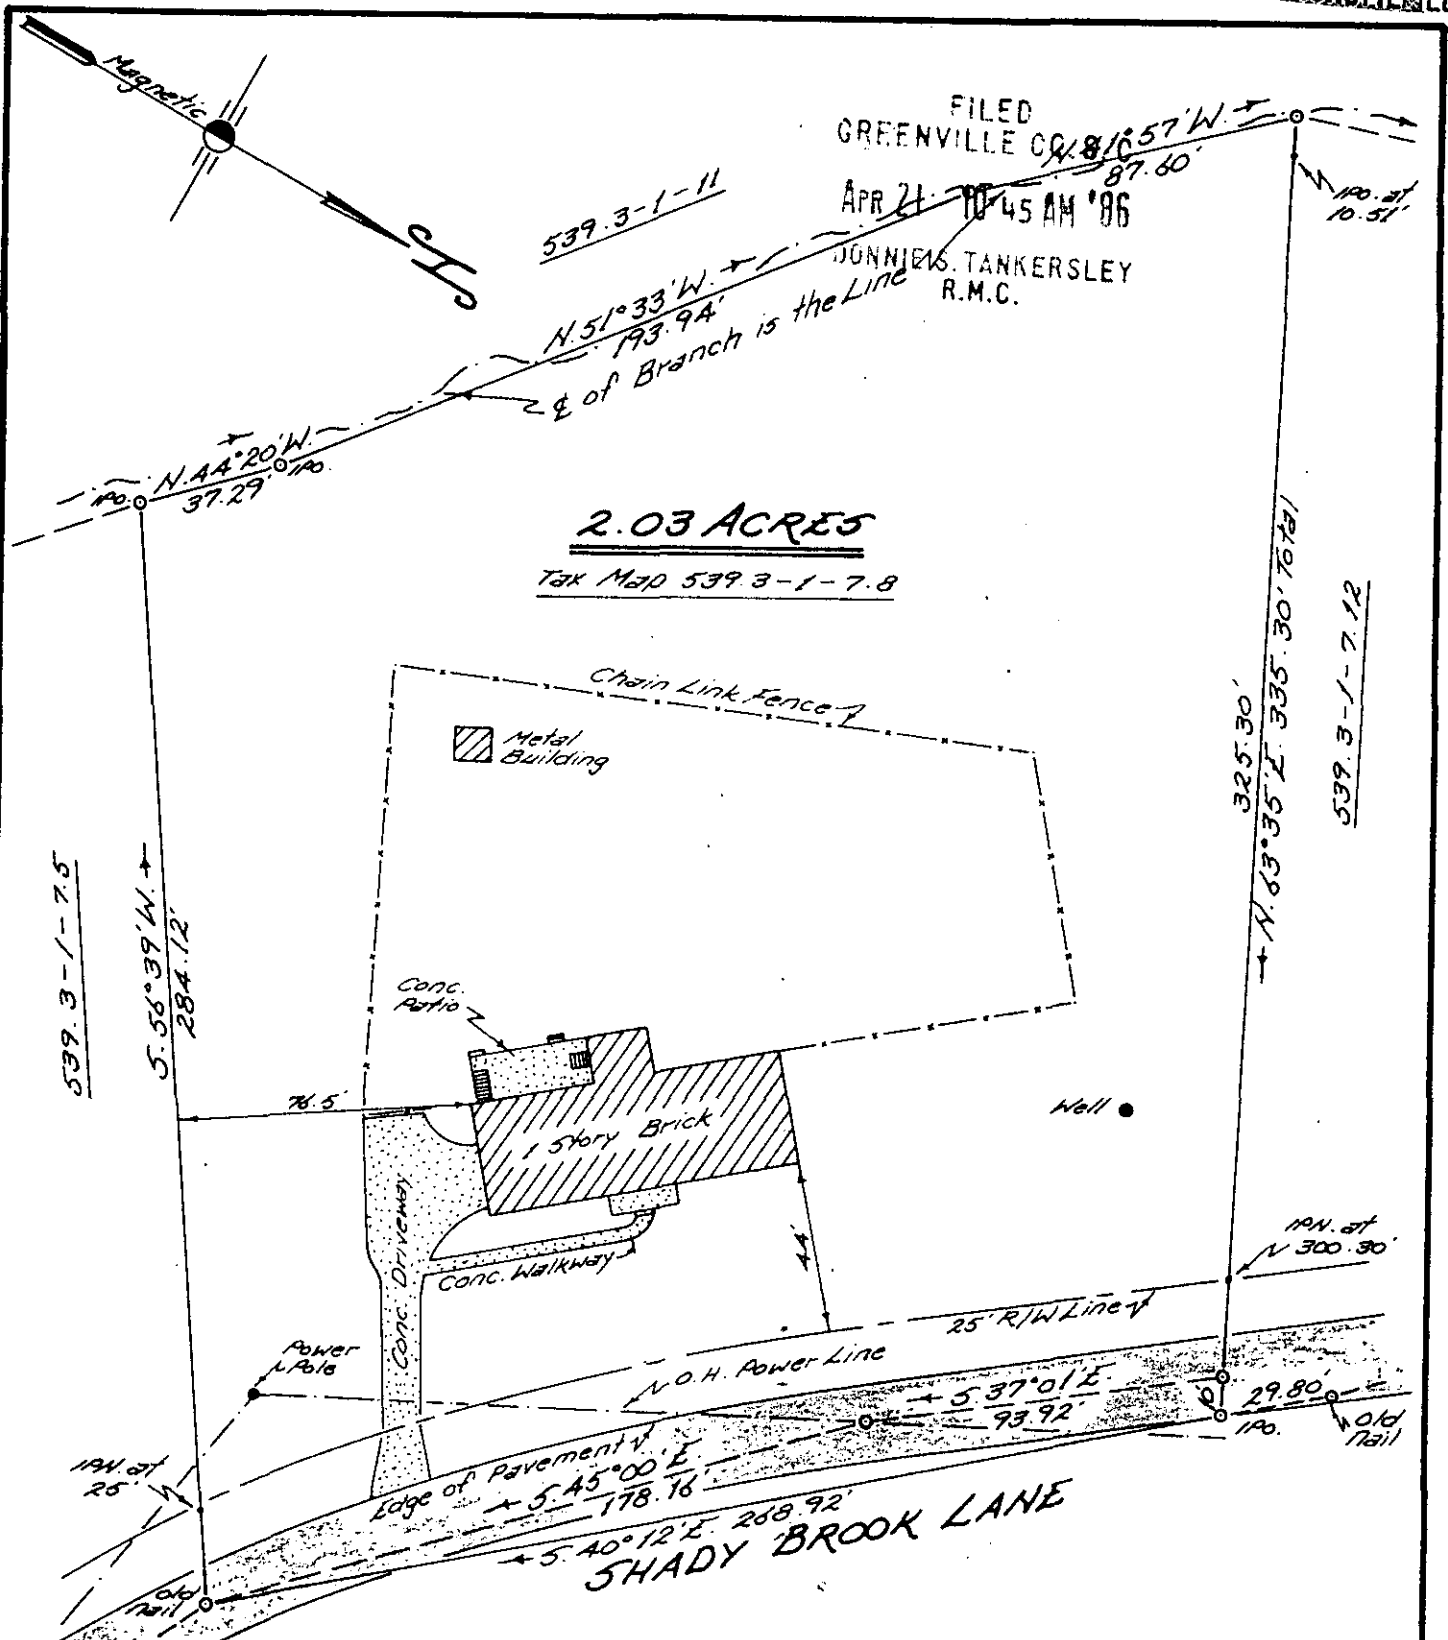 Magnetic
FILED
GREENVILLE CO. S.C.
APR 21 10 45 AM '86
DONNIE S. TANKERSLEY
R.M.C.
87.60'
IPO. at
10.51'
539.3-1-11
N.51°33'W.
193.94'
℄ of Branch is the Line
N.44°20'W.
37.29'
IPO.
IPO.
2.03 ACRES
Tax Map 539.3-1-7.8
N.63°35'E. 335.30' Total
325.30'
539.3-1-7.12
Chain Link Fence
Metal
Building
539.3-1-7.5
S.56°39'W.
284.12'
Conc.
Patio
76.5'
1 Story Brick
Well
Conc. Driveway
Conc. Walkway
44'
IPN. at
300.30'
25' R/W Line
Power
Pole
O.H. Power Line
S.37°01'E.
93.92'
29.80'
IPO.
old
nail
IPN. at
25'
Edge of Pavement
S.45°00'E.
178.16'
S.40°12'E. 268.92'
SHADY BROOK LANE
old
nail